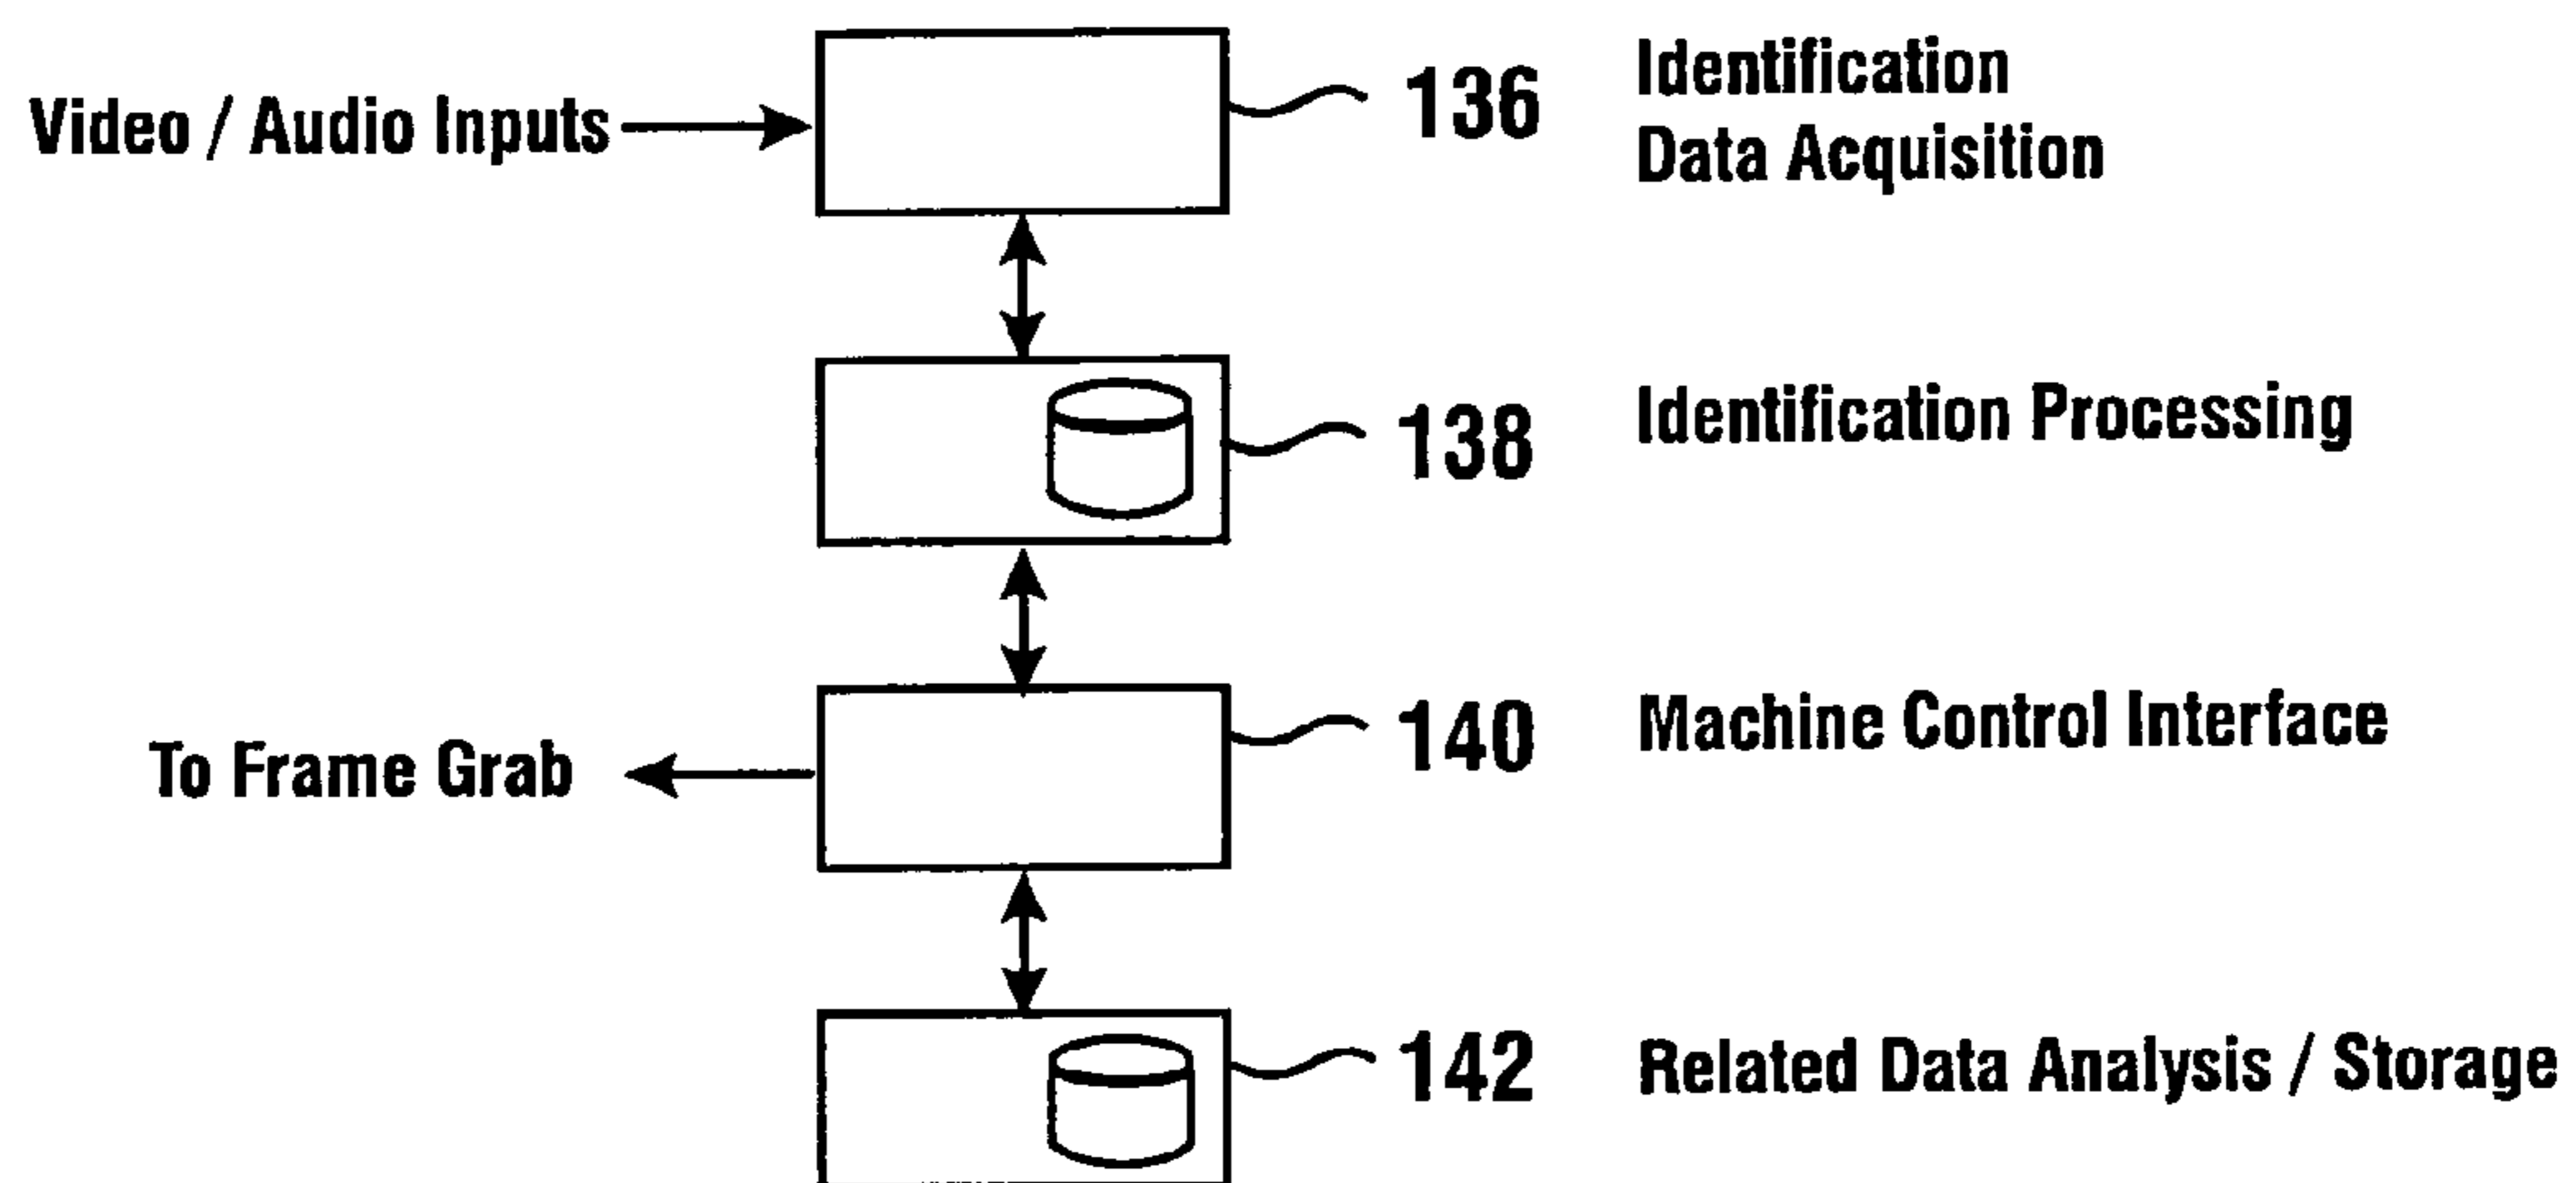 Video / Audio Inputs
136
Identification
Data Acquisition
138
Identification Processing
To Frame Grab
140
Machine Control Interface
142
Related Data Analysis / Storage